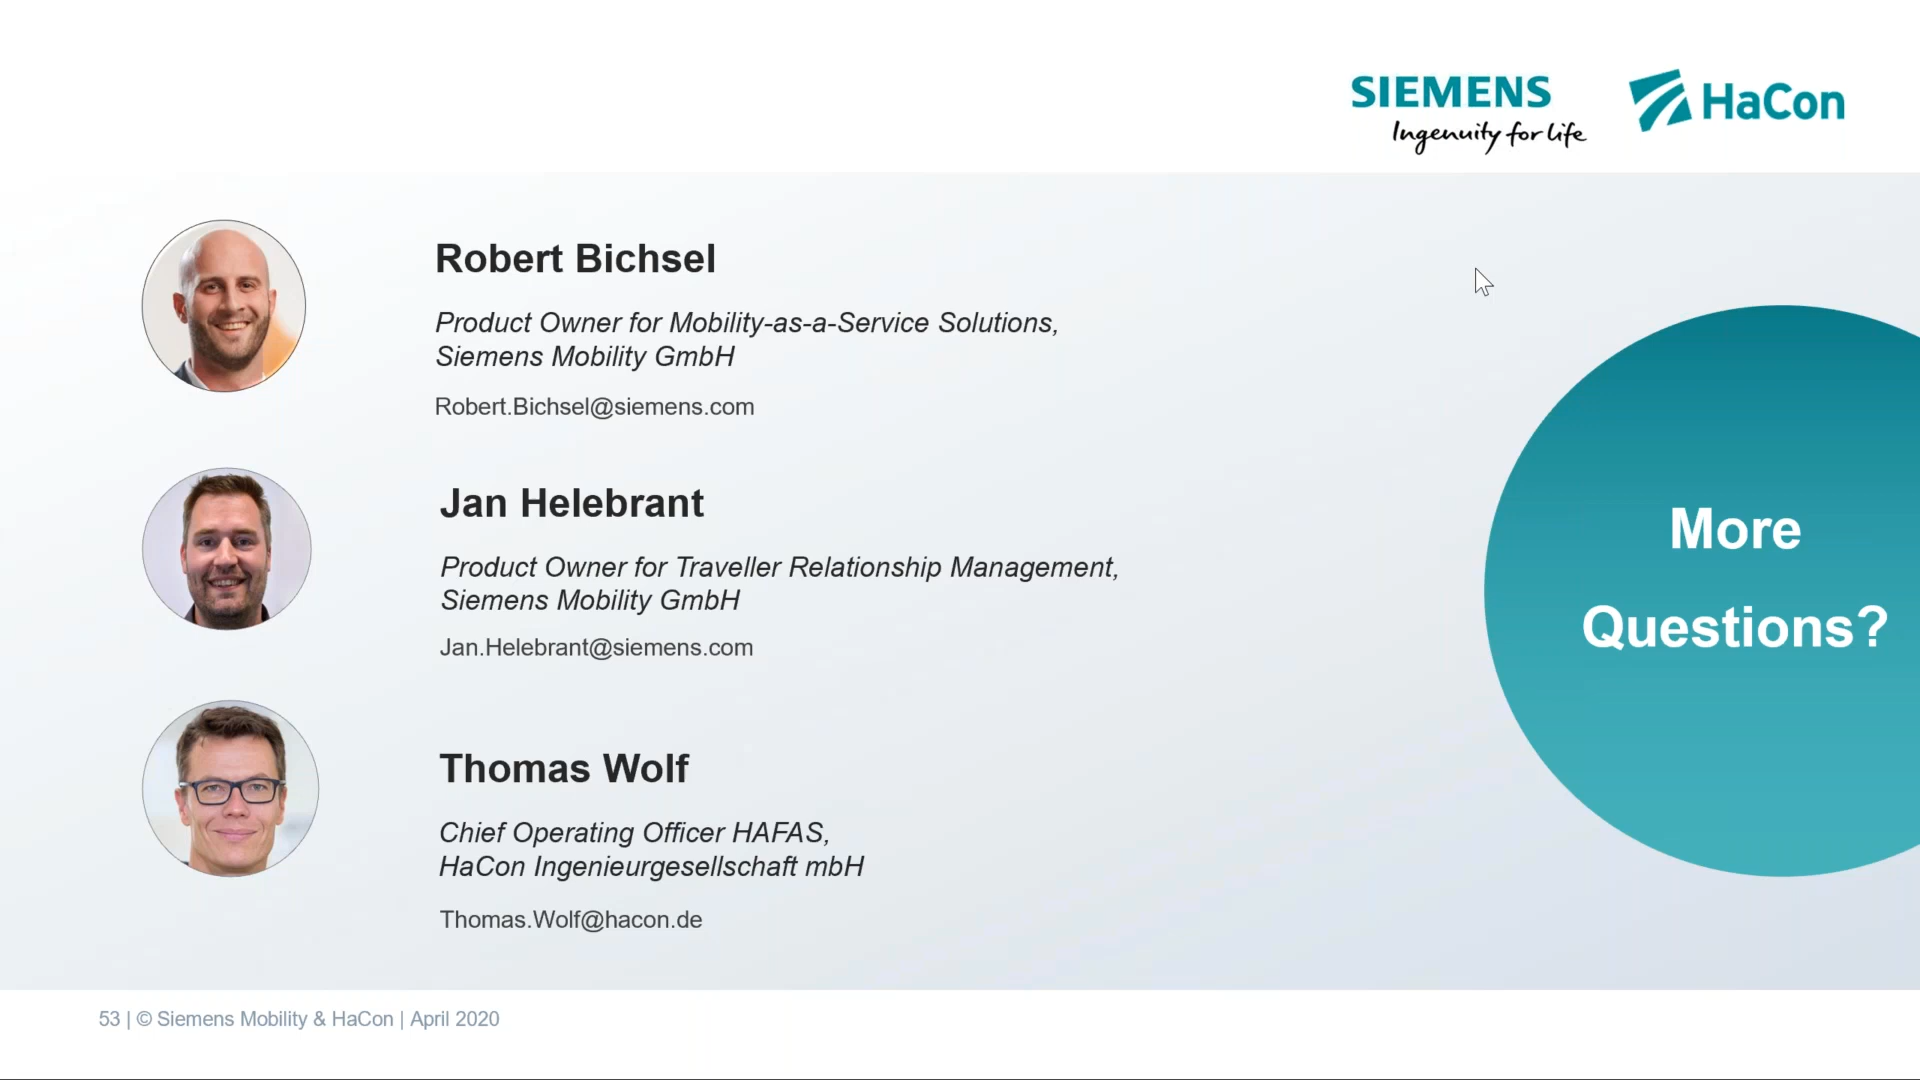 SIEMENS
Ingenuity for life
HaCon
Robert Bichsel
Product Owner for Mobility-as-a-Service Solutions,
Siemens Mobility GmbH
Robert.Bichsel@siemens.com
Jan Helebrant
Product Owner for Traveller Relationship Management,
Siemens Mobility GmbH
Jan.Helebrant@siemens.com
Thomas Wolf
Chief Operating Officer HAFAS,
HaCon Ingenieurgesellschaft mbH
Thomas.Wolf@hacon.de
More
Questions?
53 | © Siemens Mobility & HaCon | April 2020